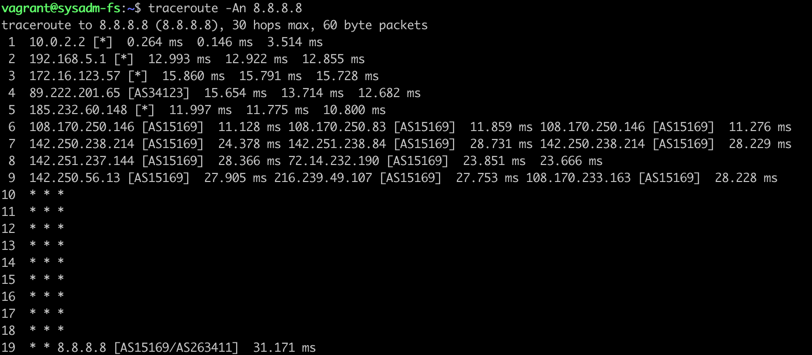 vagrant@sysadm-fs:~$ traceroute -An 8.8.8.8
traceroute to 8.8.8.8 (8.8.8.8), 30 hops max, 60 byte packets
 1  10.0.2.2 [*]  0.264 ms  0.146 ms  3.514 ms
 2  192.168.5.1 [*]  12.993 ms  12.922 ms  12.855 ms
 3  172.16.123.57 [*]  15.860 ms  15.791 ms  15.728 ms
 4  89.222.201.65 [AS34123]  15.654 ms  13.714 ms  12.682 ms
 5  185.232.60.148 [*]  11.997 ms  11.775 ms  10.800 ms
 6  108.170.250.146 [AS15169]  11.128 ms 108.170.250.83 [AS15169]  11.859 ms 108.170.250.146 [AS15169]  11.276 ms
 7  142.250.238.214 [AS15169]  24.378 ms 142.251.238.84 [AS15169]  28.731 ms 142.250.238.214 [AS15169]  28.229 ms
 8  142.251.237.144 [AS15169]  28.366 ms 72.14.232.190 [AS15169]  23.851 ms  23.666 ms
 9  142.250.56.13 [AS15169]  27.905 ms 216.239.49.107 [AS15169]  27.753 ms 108.170.233.163 [AS15169]  28.228 ms
10  * * *
11  * * *
12  * * *
13  * * *
14  * * *
15  * * *
16  * * *
17  * * *
18  * * *
19  * * 8.8.8.8 [AS15169/AS263411]  31.171 ms